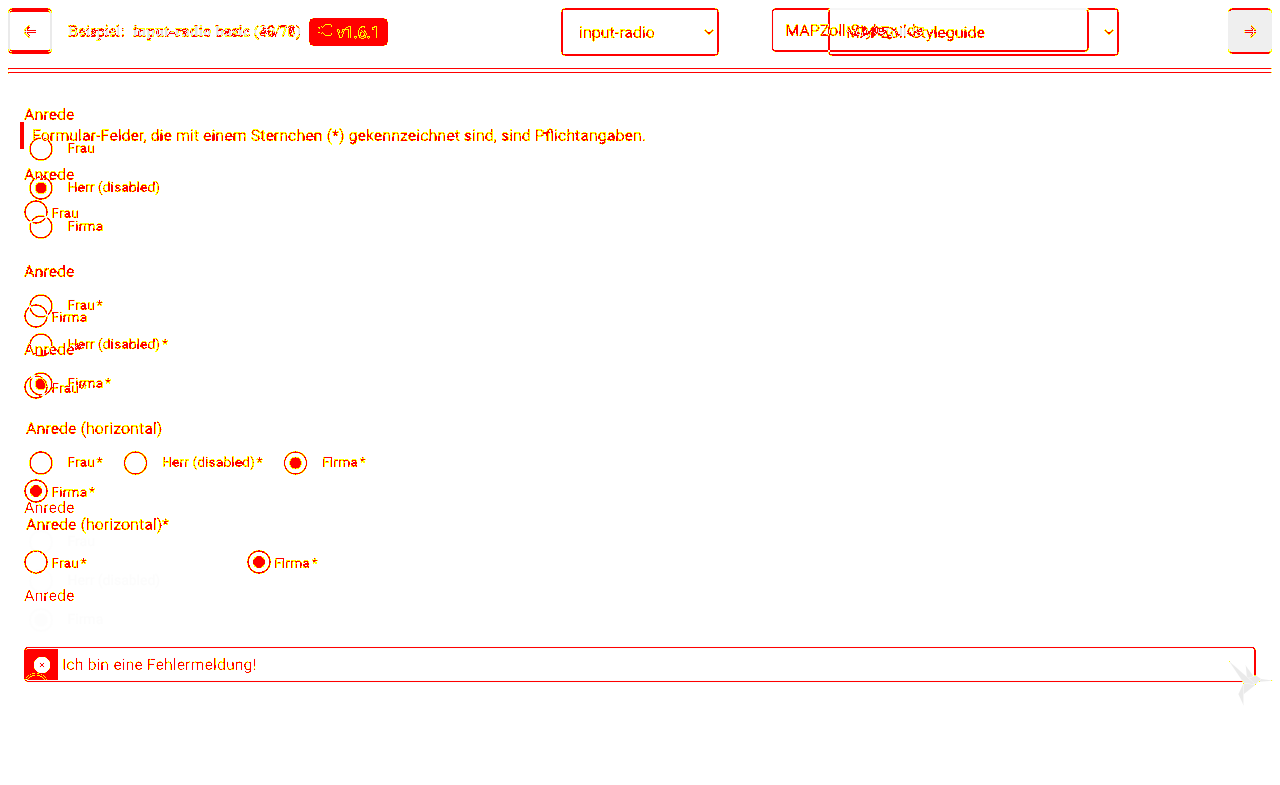 Beispiel: input-radio basic v1.6.1 input-radio MAPZoll-Styleguide
Anrede
Formular-Felder, die mit einem Sternchen (*) gekennzeichnet sind, sind Pflichtangaben.
Frau
Anrede
Herr (disabled)
Frau
Firma
Anrede
Frau*
Firma
Herr (disabled)*
Anrede*
Firma*
Frau*
Anrede (horizontal)
Frau* Herr (disabled)* Firma*
Firma*
Anrede
Anrede (horizontal)*
Frau* Firma*
Anrede
Ich bin eine Fehlermeldung!